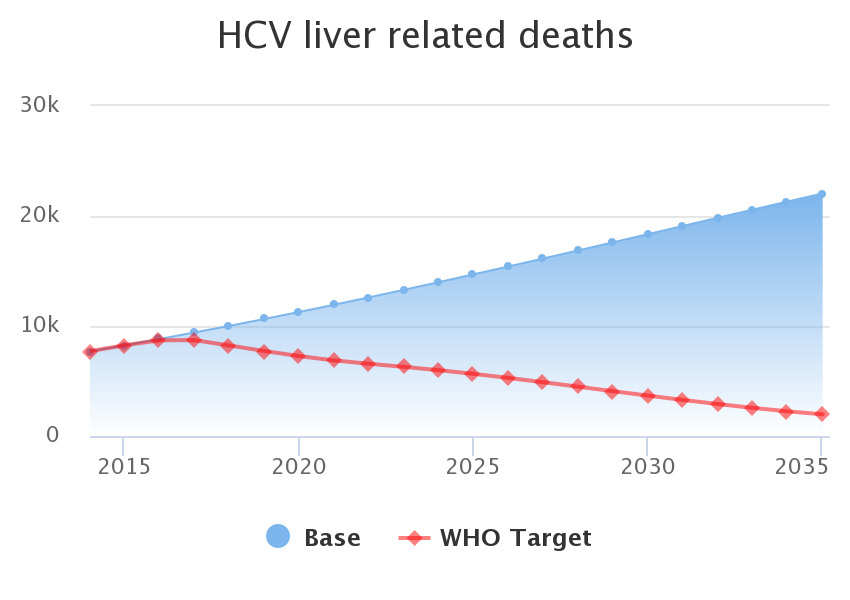 HCV liver related deaths
30k
20k
10k
0
2015 2020 2025 2030 2035
Base WHO Target